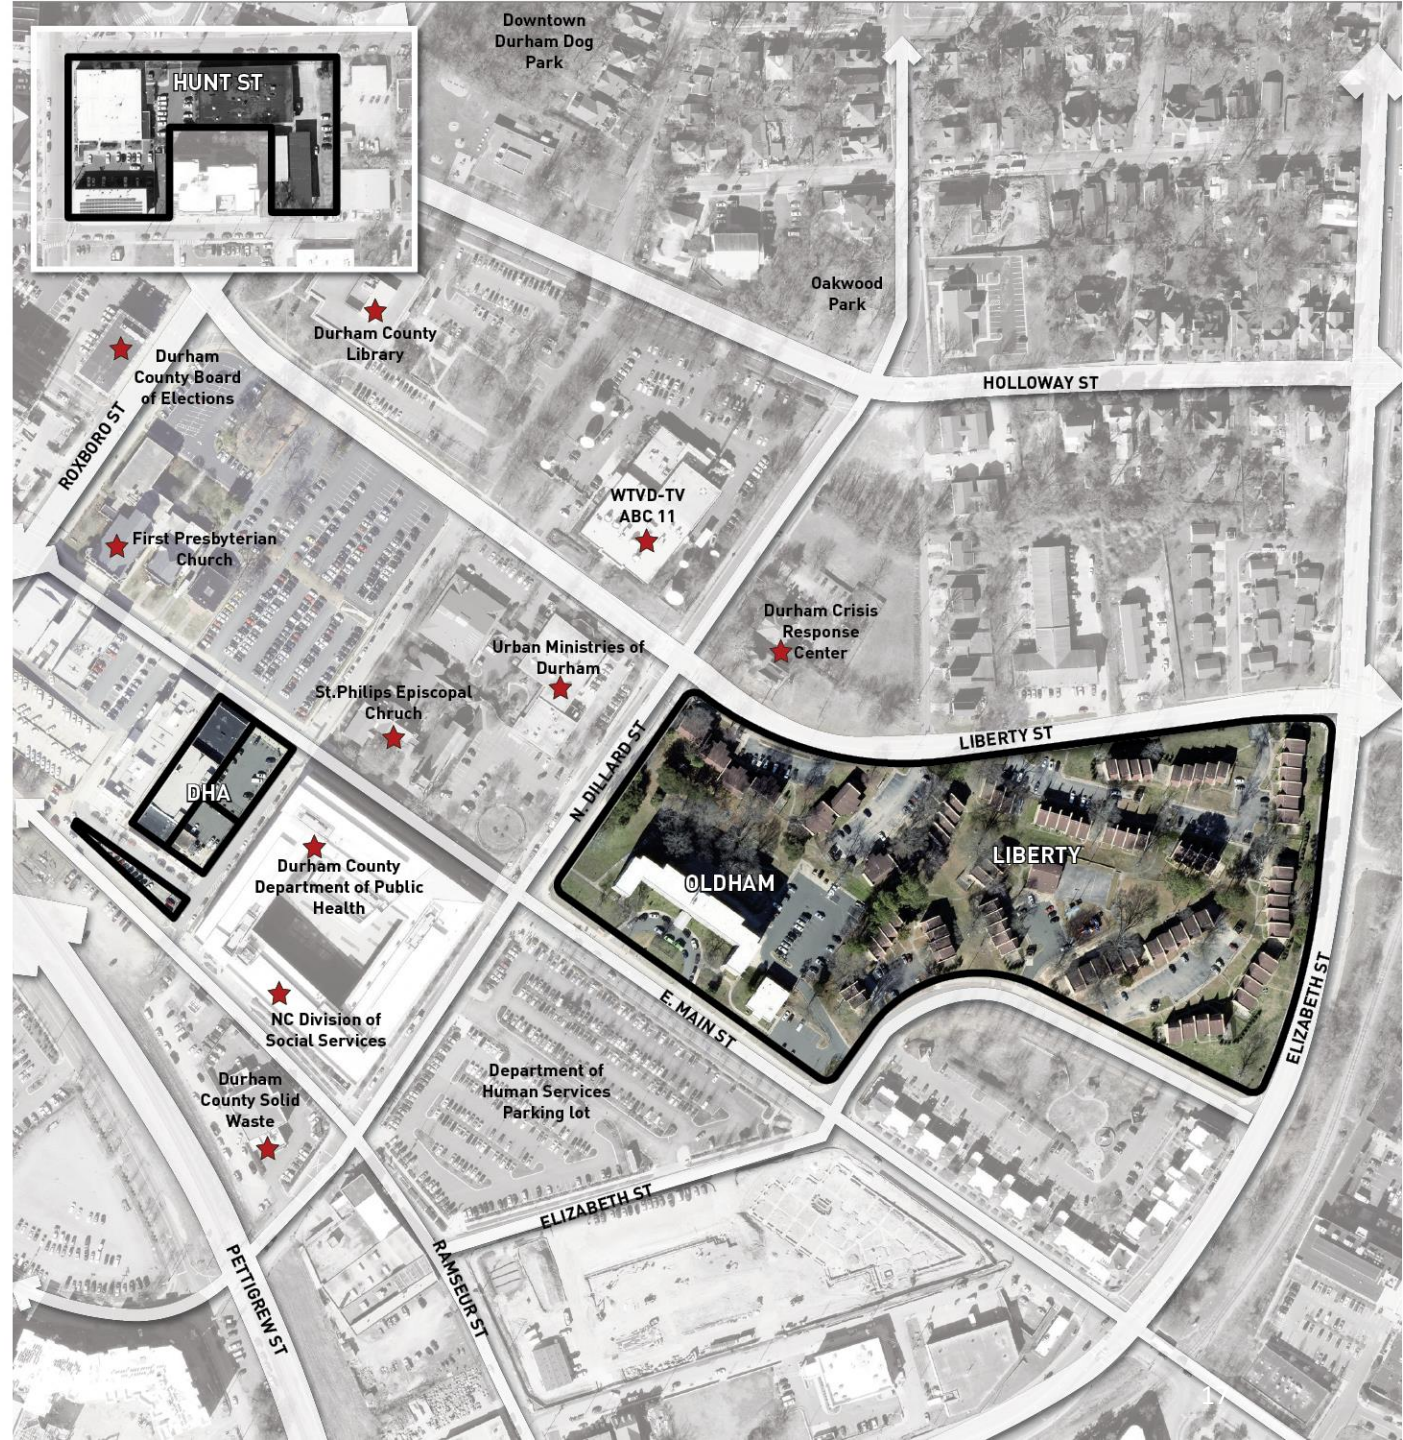 Downtown
Durham Dog
Park
HUNT ST
Oakwood
Park
Durham County
Library
Durham
County Board
of Elections
HOLLOWAY ST
ROXBORO ST
WTVD-TV
ABC 11
First Presbyterian
Church
Durham Crisis
Response
Center
Urban Ministries of
Durham
St.Philips Episcopal
Chruch
N. DILLARD ST
LIBERTY ST
DHA
LIBERTY
OLDHAM
Durham County
Department of Public
Health
E. MAIN ST
ELIZABETH ST
NC Division of
Social Services
Department of
Human Services
Parking lot
Durham
County Solid
Waste
ELIZABETH ST
PETTIGREW ST
RAMSEUR ST
17